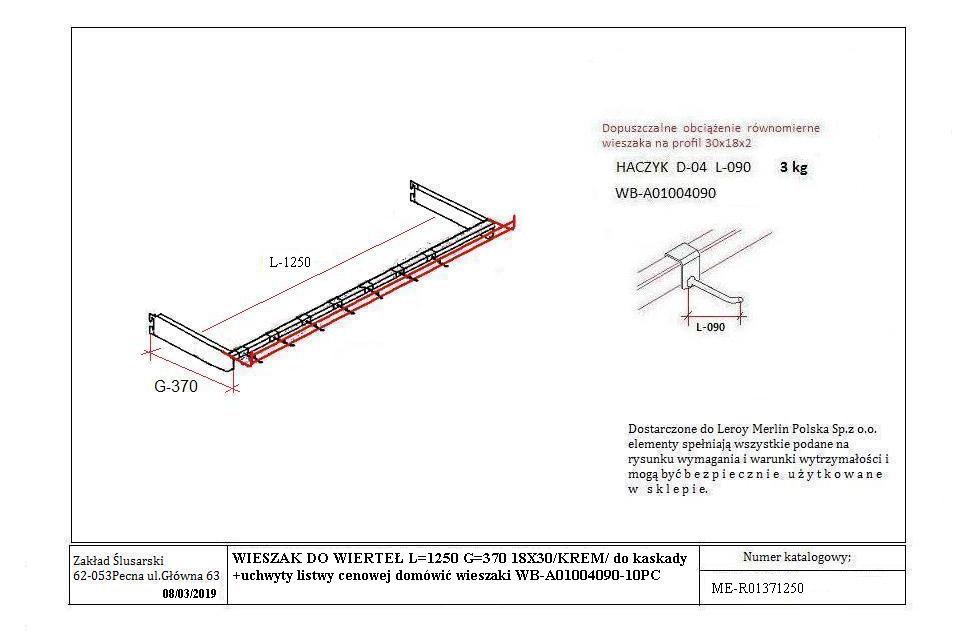 Dopuszczalne obciążenie równomierne
wieszaka na profil 30x18x2
HACZYK D-04 L-090 3 kg
WB-A01004090
L-1250
L-090
G-370
Dostarczone do Leroy Merlin Polska Sp.z o.o.
elementy spełniają wszystkie podane na
rysunku wymagania i warunki wytrzymałości i
mogą być b e z p i e c z n i e u ż y t k o w a n e
w s k l e p i e.
Zakład Ślusarski
62-053Pecna ul.Główna 63
08/03/2019
WIESZAK DO WIERTEŁ L=1250 G=370 18X30/KREM/ do kaskady
+uchwyty listwy cenowej domówić wieszaki WB-A01004090-10PC
Numer katalogowy;
ME-R01371250